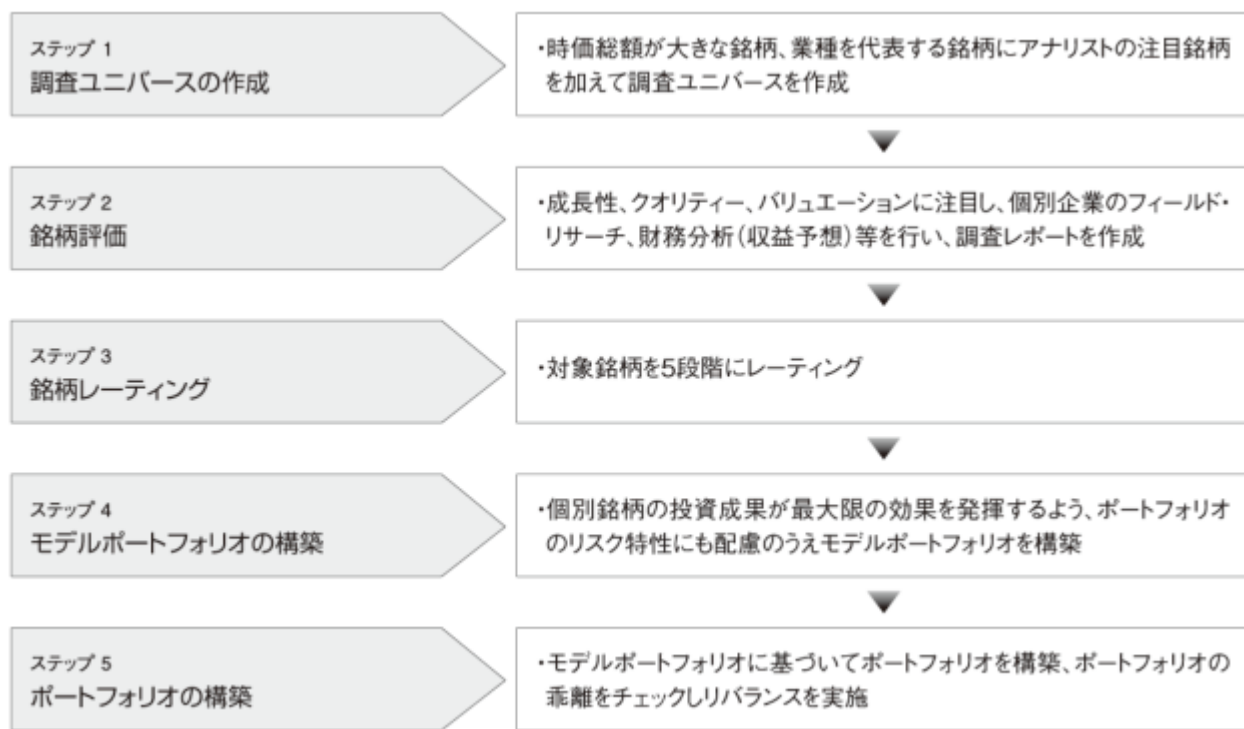 ステップ 1
調査ユニバースの作成
・時価総額が大きな銘柄、業種を代表する銘柄にアナリストの注目銘柄
を加えて調査ユニバースを作成
ステップ 2
銘柄評価
・成長性、クオリティー、バリュエーションに注目し、個別企業のフィールド・
リサーチ、財務分析(収益予想)等を行い、調査レポートを作成
ステップ 3
銘柄レーティング
・対象銘柄を5段階にレーティング
ステップ 4
モデルポートフォリオの構築
・個別銘柄の投資成果が最大限の効果を発揮するよう、ポートフォリオ
のリスク特性にも配慮のうえモデルポートフォリオを構築
ステップ 5
ポートフォリオの構築
・モデルポートフォリオに基づいてポートフォリオを構築、ポートフォリオの
乖離をチェックしリバランスを実施